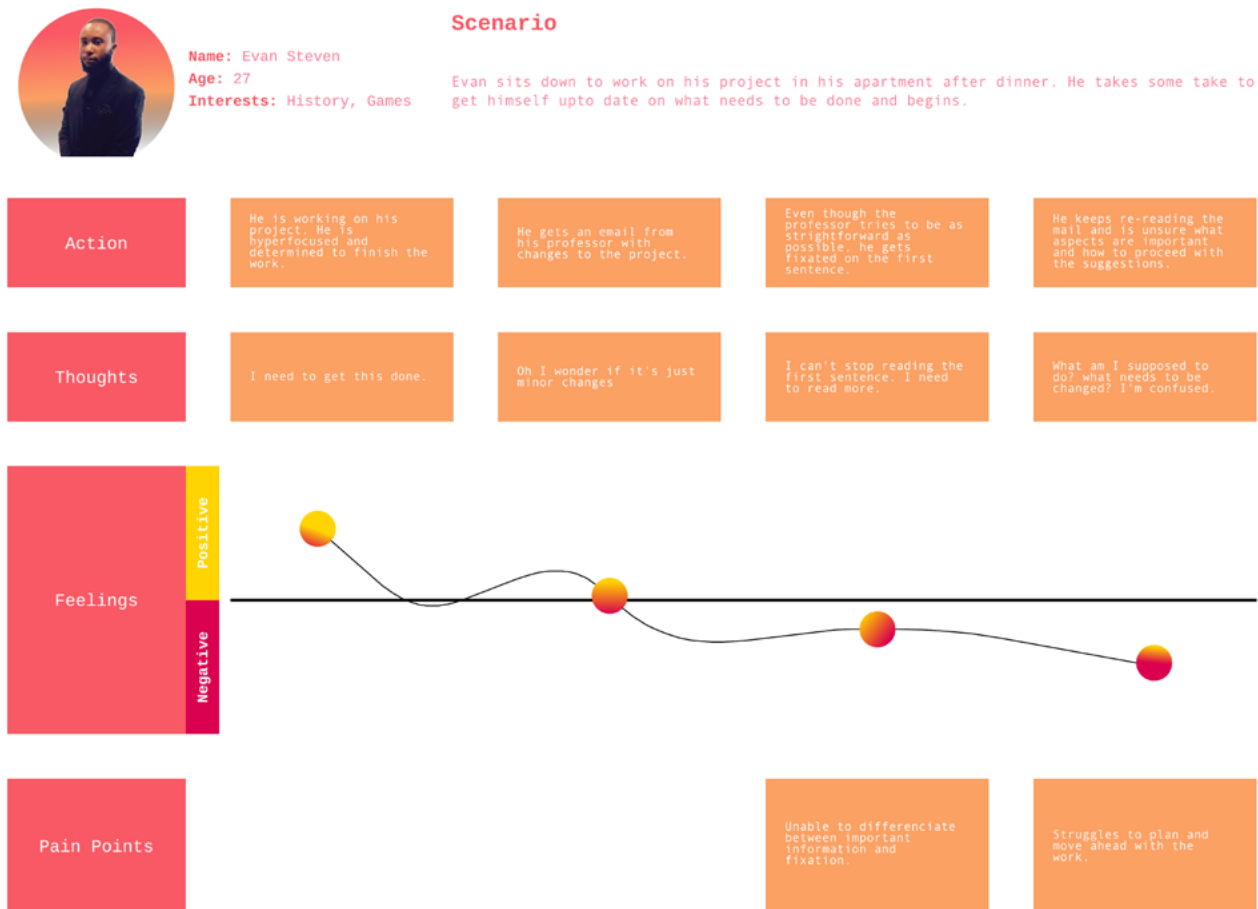 Scenario
Name: Evan Steven
Age: 27
Interests: History, Games
Evan sits down to work on his project in his apartment after dinner. He takes some take to
get himself upto date on what needs to be done and begins.
Action
He is working on his
project. He is
hyperfocused and
determined to finish the
work.
He gets an email from
his professor with
changes to the project.
Even though the
professor tries to be as
strightforward as
possible, he gets
fixated on the first
sentence.
He keeps re-reading the
mail and is unsure what
aspects are important
and how to proceed with
the suggestions.
Thoughts
I need to get this done.
Oh I wonder if it's just
minor changes
I can't stop reading the
first sentence. I need
to read more.
What am I supposed to
do? what needs to be
changed? I'm confused.
Feelings
Positive
Negative
Pain Points
Unable to differenciate
between important
information and
fixation.
Struggles to plan and
move ahead with the
work.